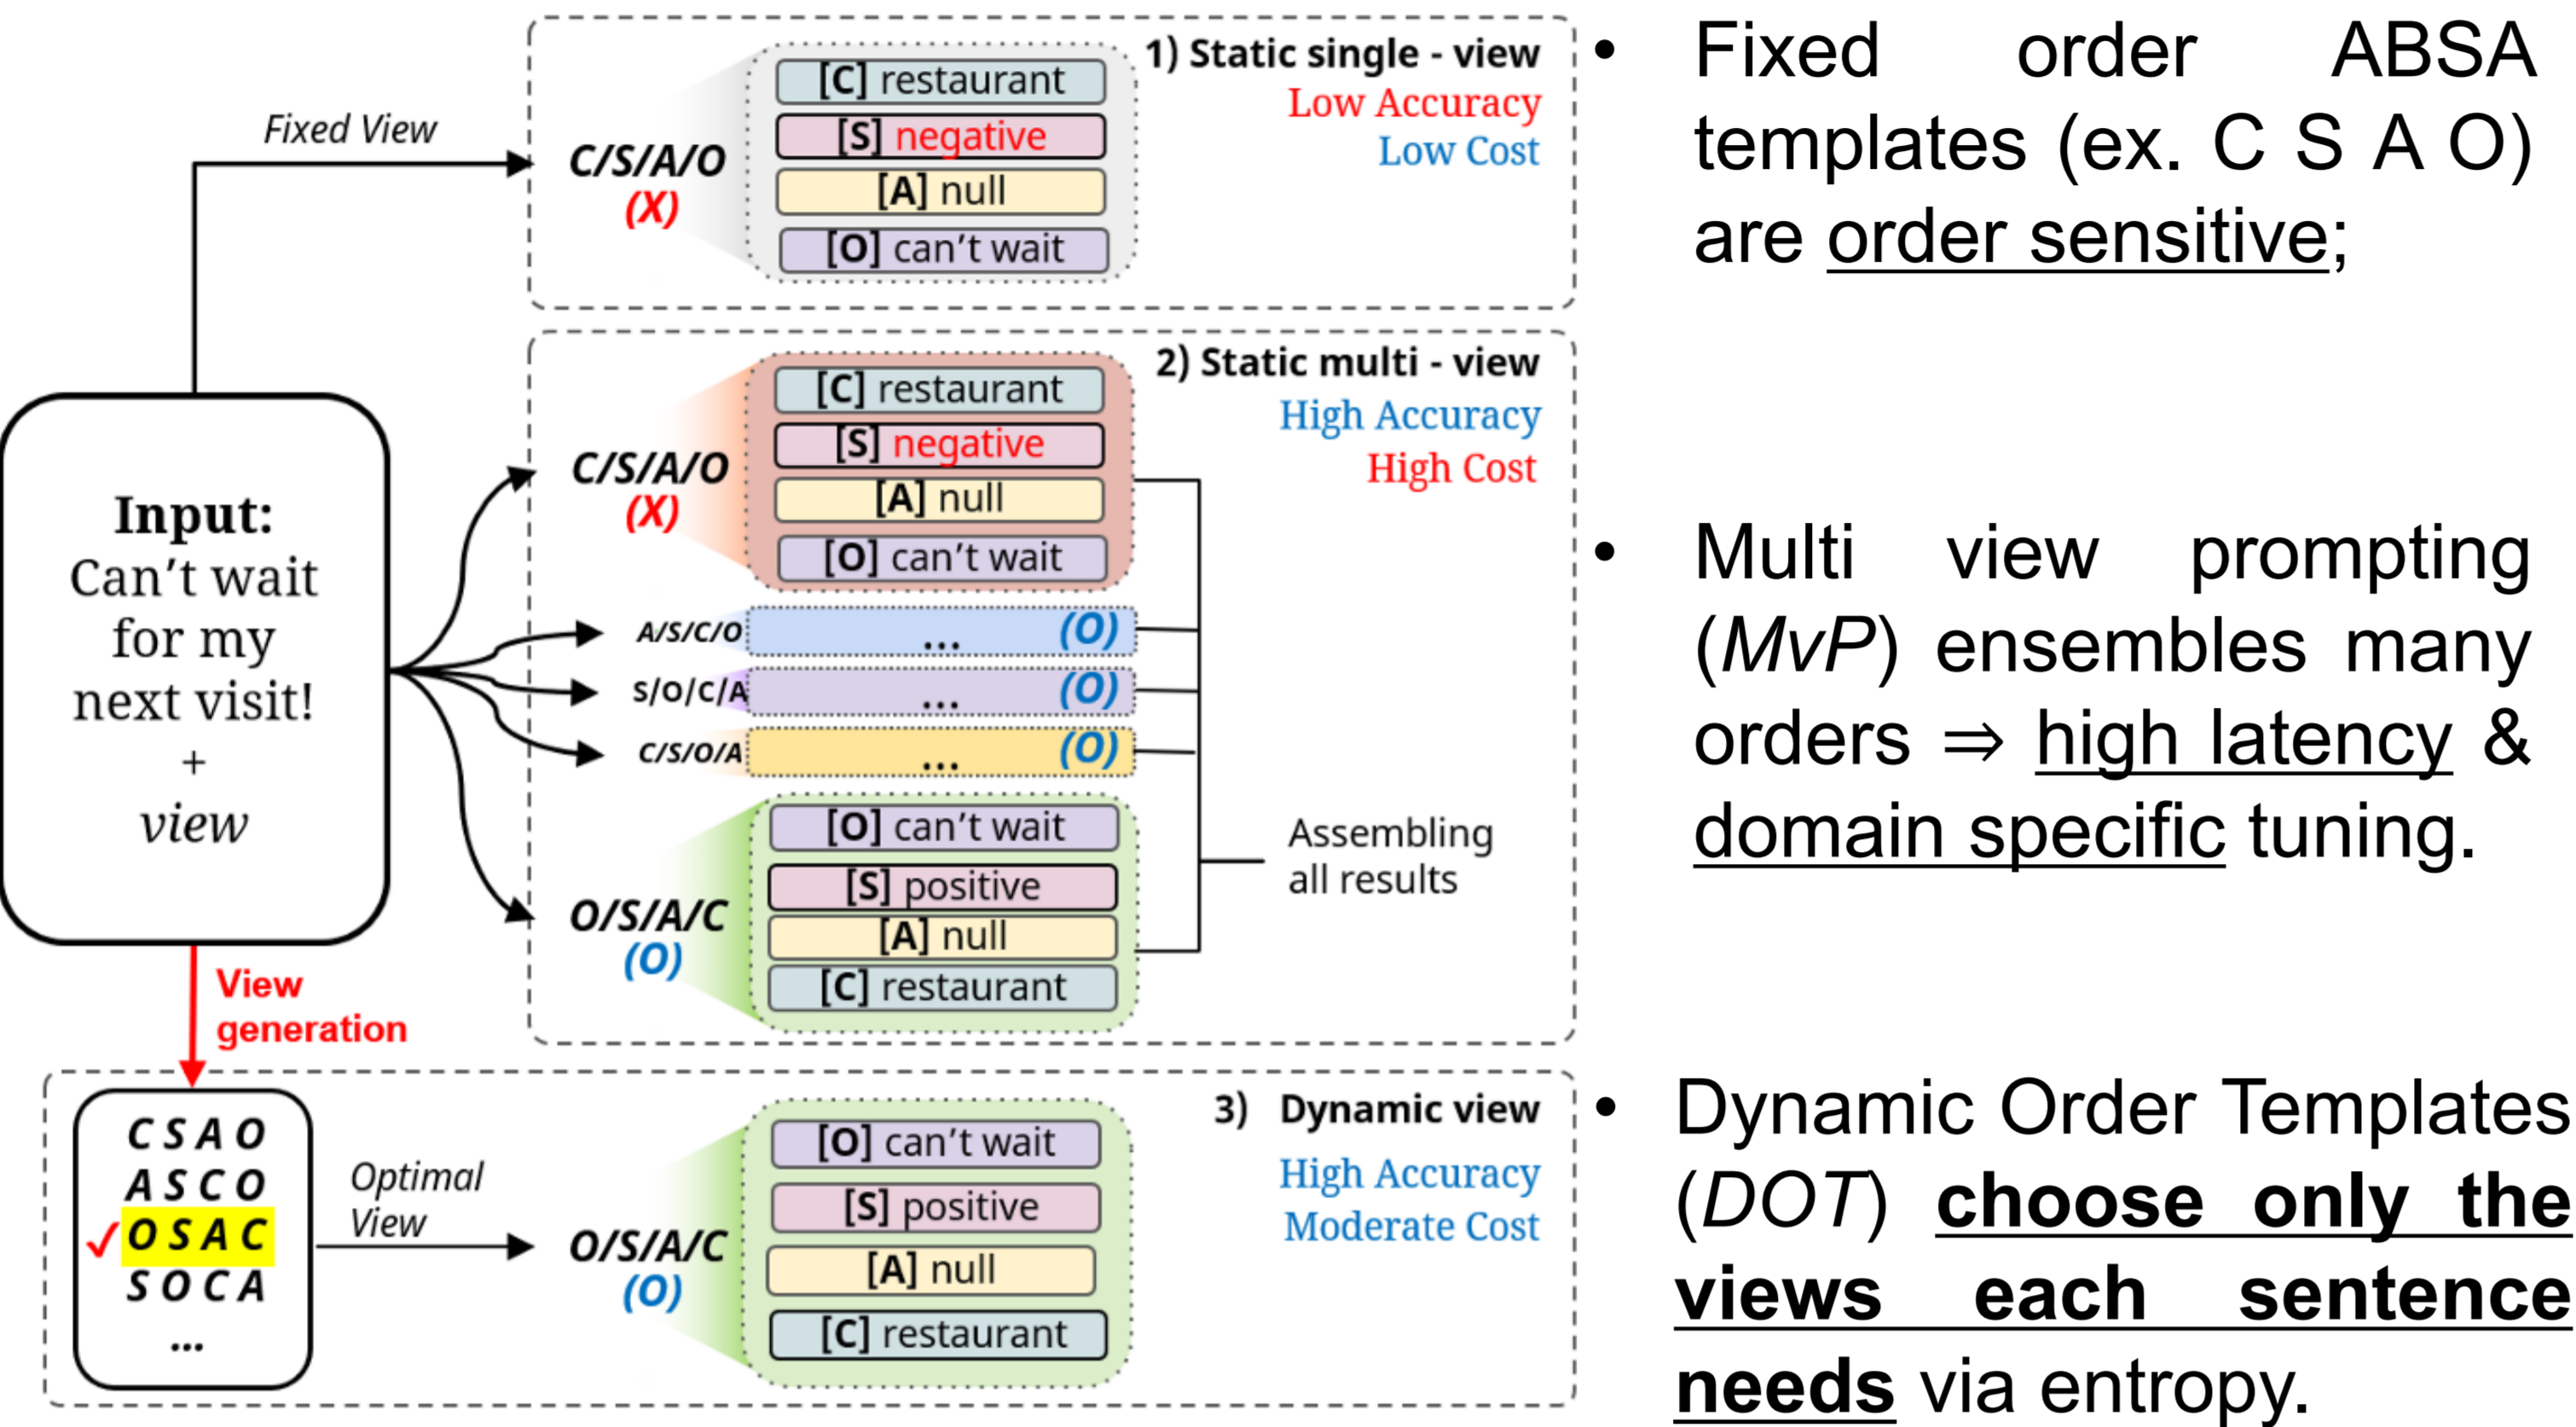 Fixed View
C/S/A/O
(X)
[C] restaurant
[S] negative
[A] null
[O] can't wait
1) Static single - view
Low Accuracy
Low Cost
Input:
Can't wait
for my
next visit!
+
view
C/S/A/O
(X)
[C] restaurant
[S] negative
[A] null
[O] can't wait
2) Static multi - view
High Accuracy
High Cost
A/S/C/O ... (O)
S/O/C/A ... (O)
C/S/O/A ... (O)
O/S/A/C
(O)
[O] can't wait
[S] positive
[A] null
[C] restaurant
Assembling
all results
View
generation
C S A O
A S C O
✓ O S A C
S O C A
...
Optimal
View
O/S/A/C
(O)
[O] can't wait
[S] positive
[A] null
[C] restaurant
3) Dynamic view
High Accuracy
Moderate Cost
• Fixed order ABSA
templates (ex. C S A O)
are order sensitive;
• Multi view prompting
(MvP) ensembles many
orders ⇒ high latency &
domain specific tuning.
• Dynamic Order Templates
(DOT) choose only the
views each sentence
needs via entropy.